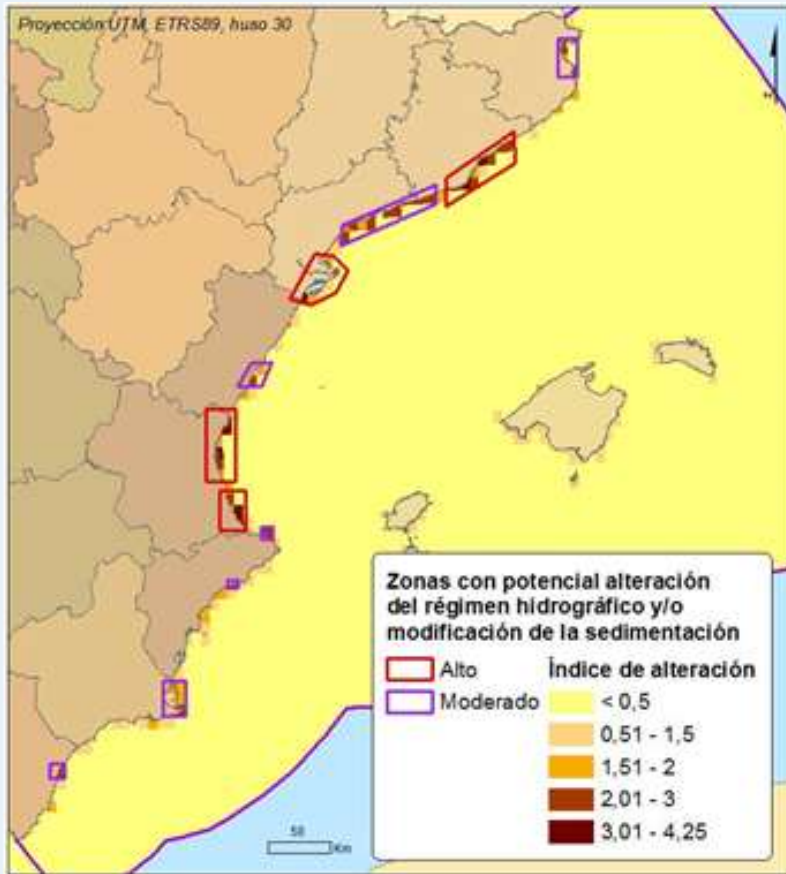 Proyección UTM, ETRS89, huso 30
N
Zonas con potencial alteración
del régimen hidrográfico y/o
modificación de la sedimentación
Alto
Moderado
Índice de alteración
< 0,5
0,51 - 1,5
1,51 - 2
2,01 - 3
3,01 - 4,25
50
Km